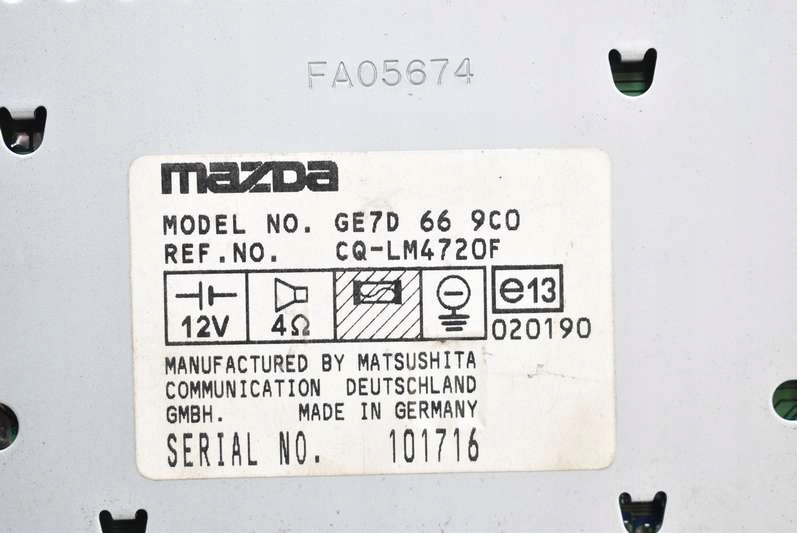 FA05674
mazda
MODEL NO. GE7D 66 9C0
REF.NO. CQ-LM4720F
12V 4Ω e13
020190
MANUFACTURED BY MATSUSHITA
COMMUNICATION DEUTSCHLAND
GMBH. MADE IN GERMANY
SERIAL NO. 101716